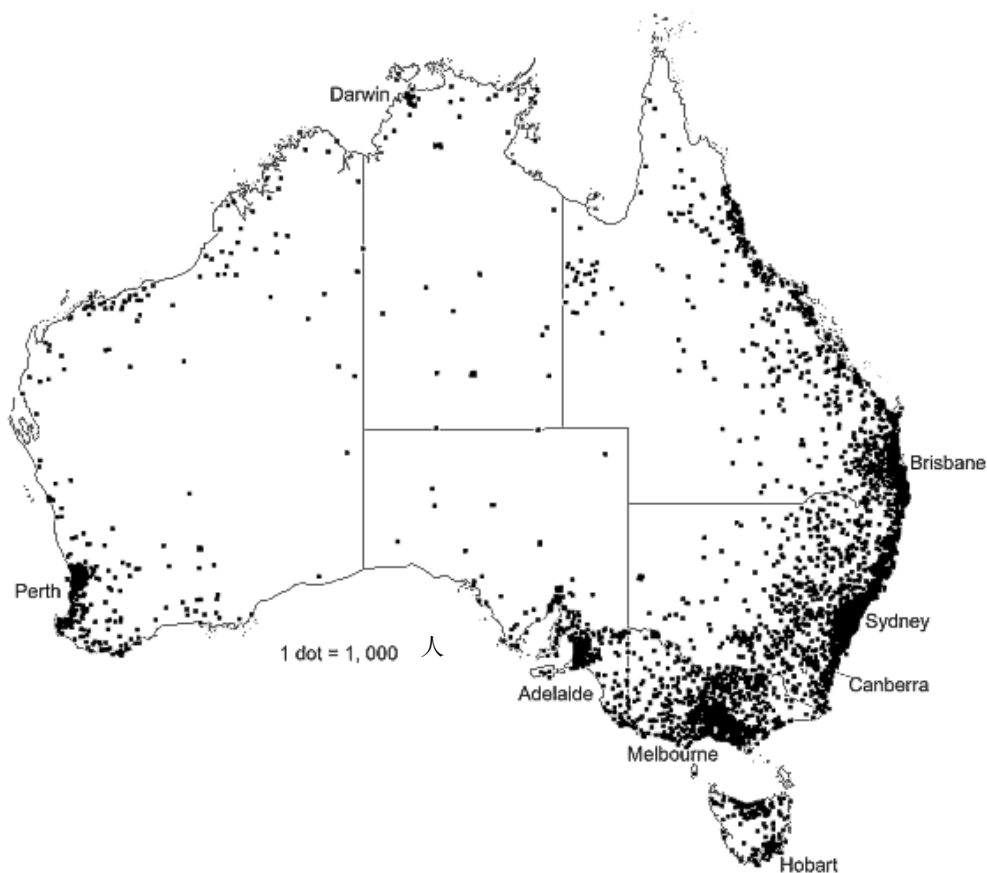 Darwin
Brisbane
Perth
Sydney
1 dot = 1, 000 人
Canberra
Adelaide
Melbourne
Hobart